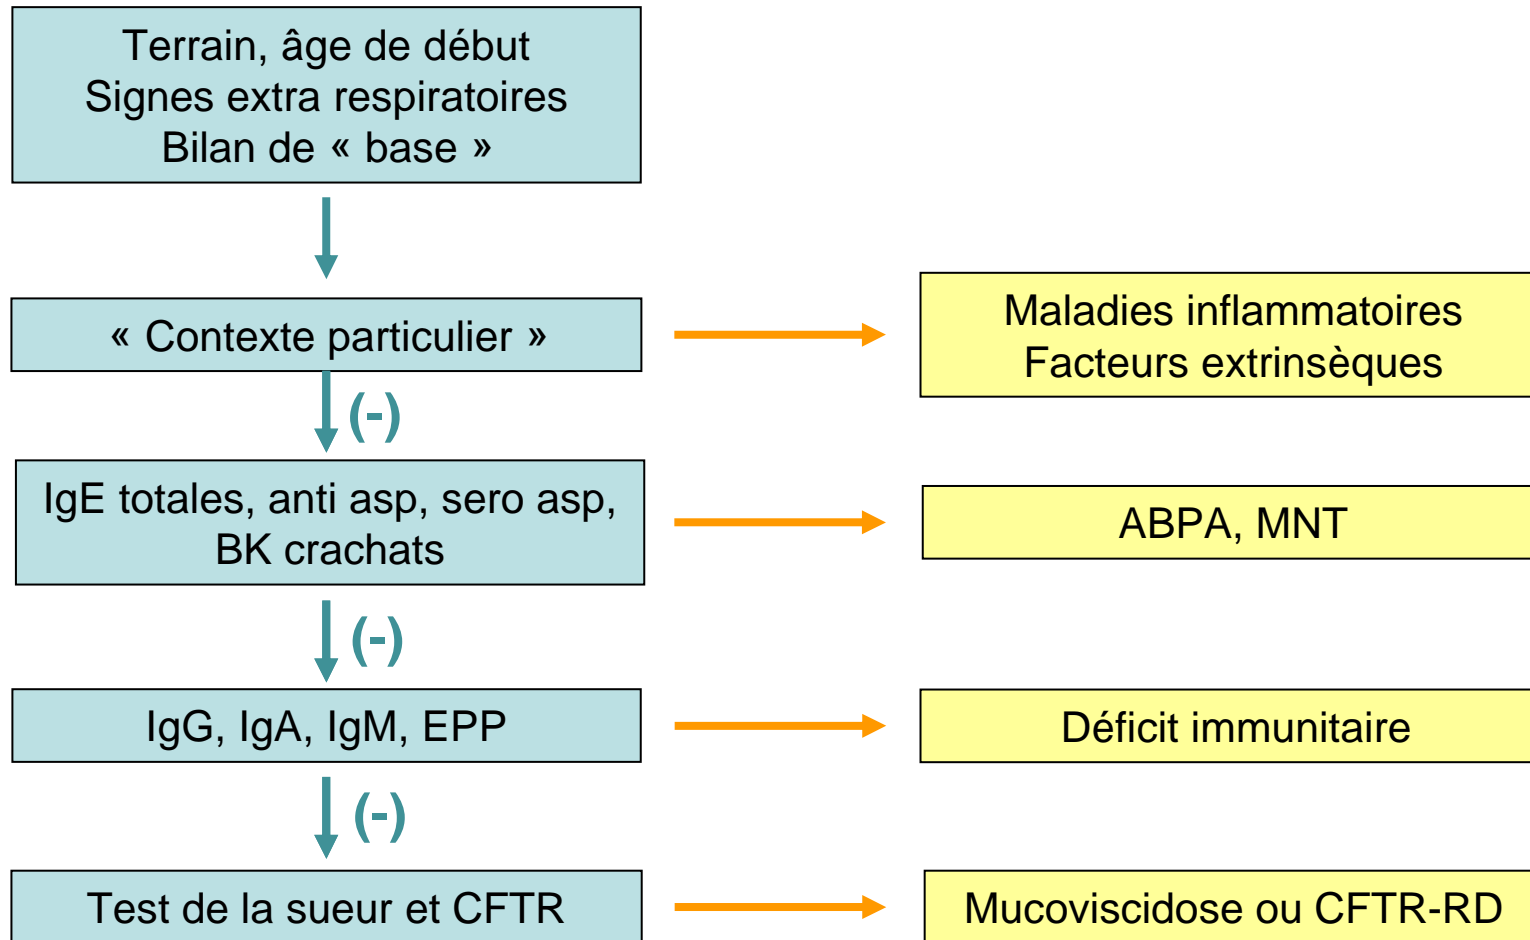 Terrain, âge de début
Signes extra respiratoires
Bilan de « base »
« Contexte particulier »
Maladies inflammatoires
Facteurs extrinsèques
(-)
IgE totales, anti asp, sero asp,
BK crachats
ABPA, MNT
(-)
IgG, IgA, IgM, EPP
Déficit immunitaire
(-)
Test de la sueur et CFTR
Mucoviscidose ou CFTR-RD